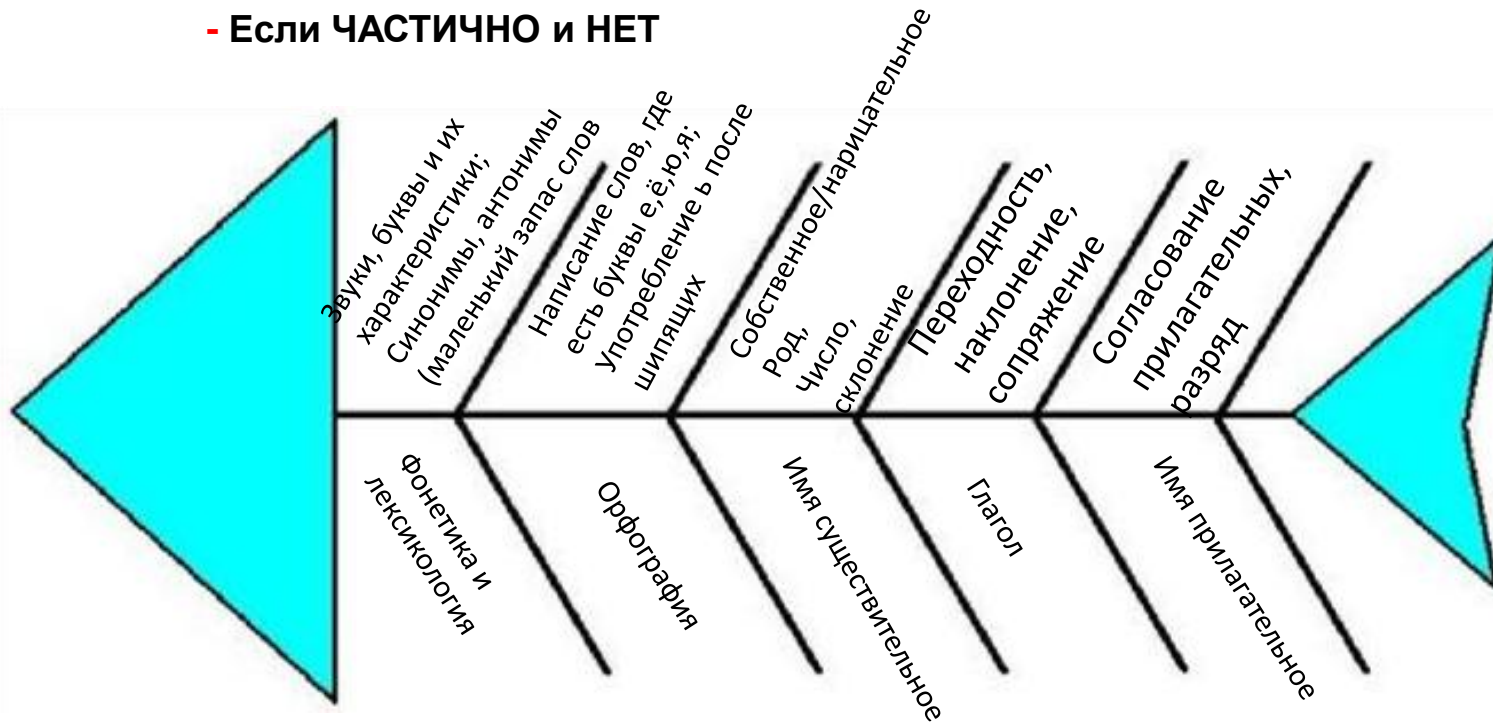 - Если ЧАСТИЧНО и НЕТ
Звуки, буквы и их
характеристики;
Синонимы, антонимы
(маленький запас слов
Написание слов, где
есть буквы е,ё,ю,я;
Употребление ь после
шипящих
Собственное/нарицательное
Род,
Число,
склонение
Переходность,
наклонение,
сопряжение
Согласование
прилагательных,
разряд
Фонетика и
лексикология
Орфография
Имя существительное
Глагол
Имя прилагательное